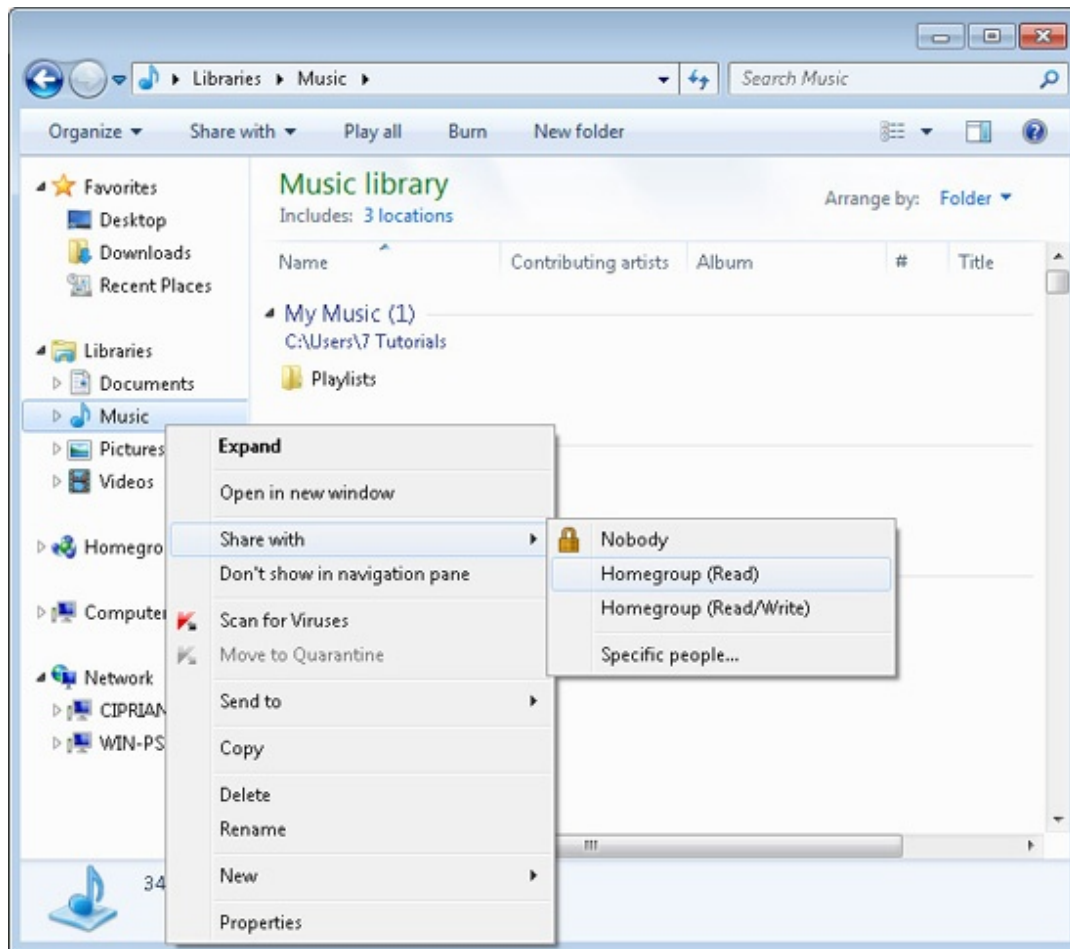 Libraries Music
Search Music
Organize Share with Play all Burn New folder
Favorites
Desktop
Downloads
Recent Places
Libraries
Documents
Music
Pictures
Videos
Homegro
Computer
Network
CIPRIAN
WIN-PS
Music library
Includes: 3 locations
Arrange by: Folder
Name Contributing artists Album # Title
My Music (1)
C:\Users\7 Tutorials
Playlists
Expand
Open in new window
Share with
Don't show in navigation pane
Scan for Viruses
Move to Quarantine
Send to
Copy
Delete
Rename
New
Properties
Nobody
Homegroup (Read)
Homegroup (Read/Write)
Specific people...
34